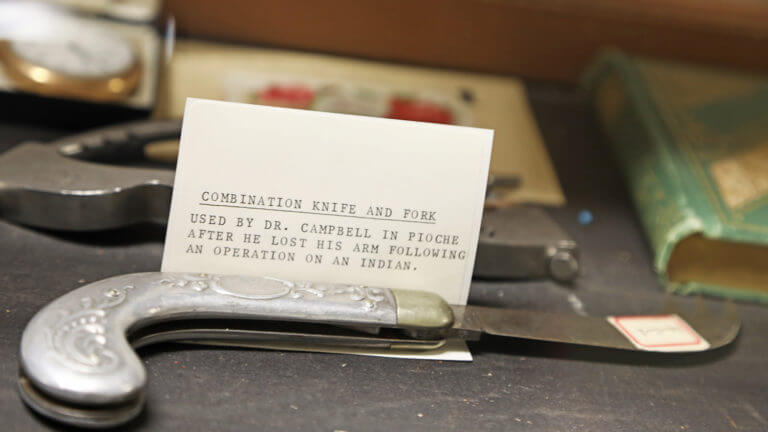 COMBINATION KNIFE AND FORK
USED BY DR. CAMPBELL IN PIOCHE
AFTER HE LOST HIS ARM FOLLOWING
AN OPERATION ON AN INDIAN.